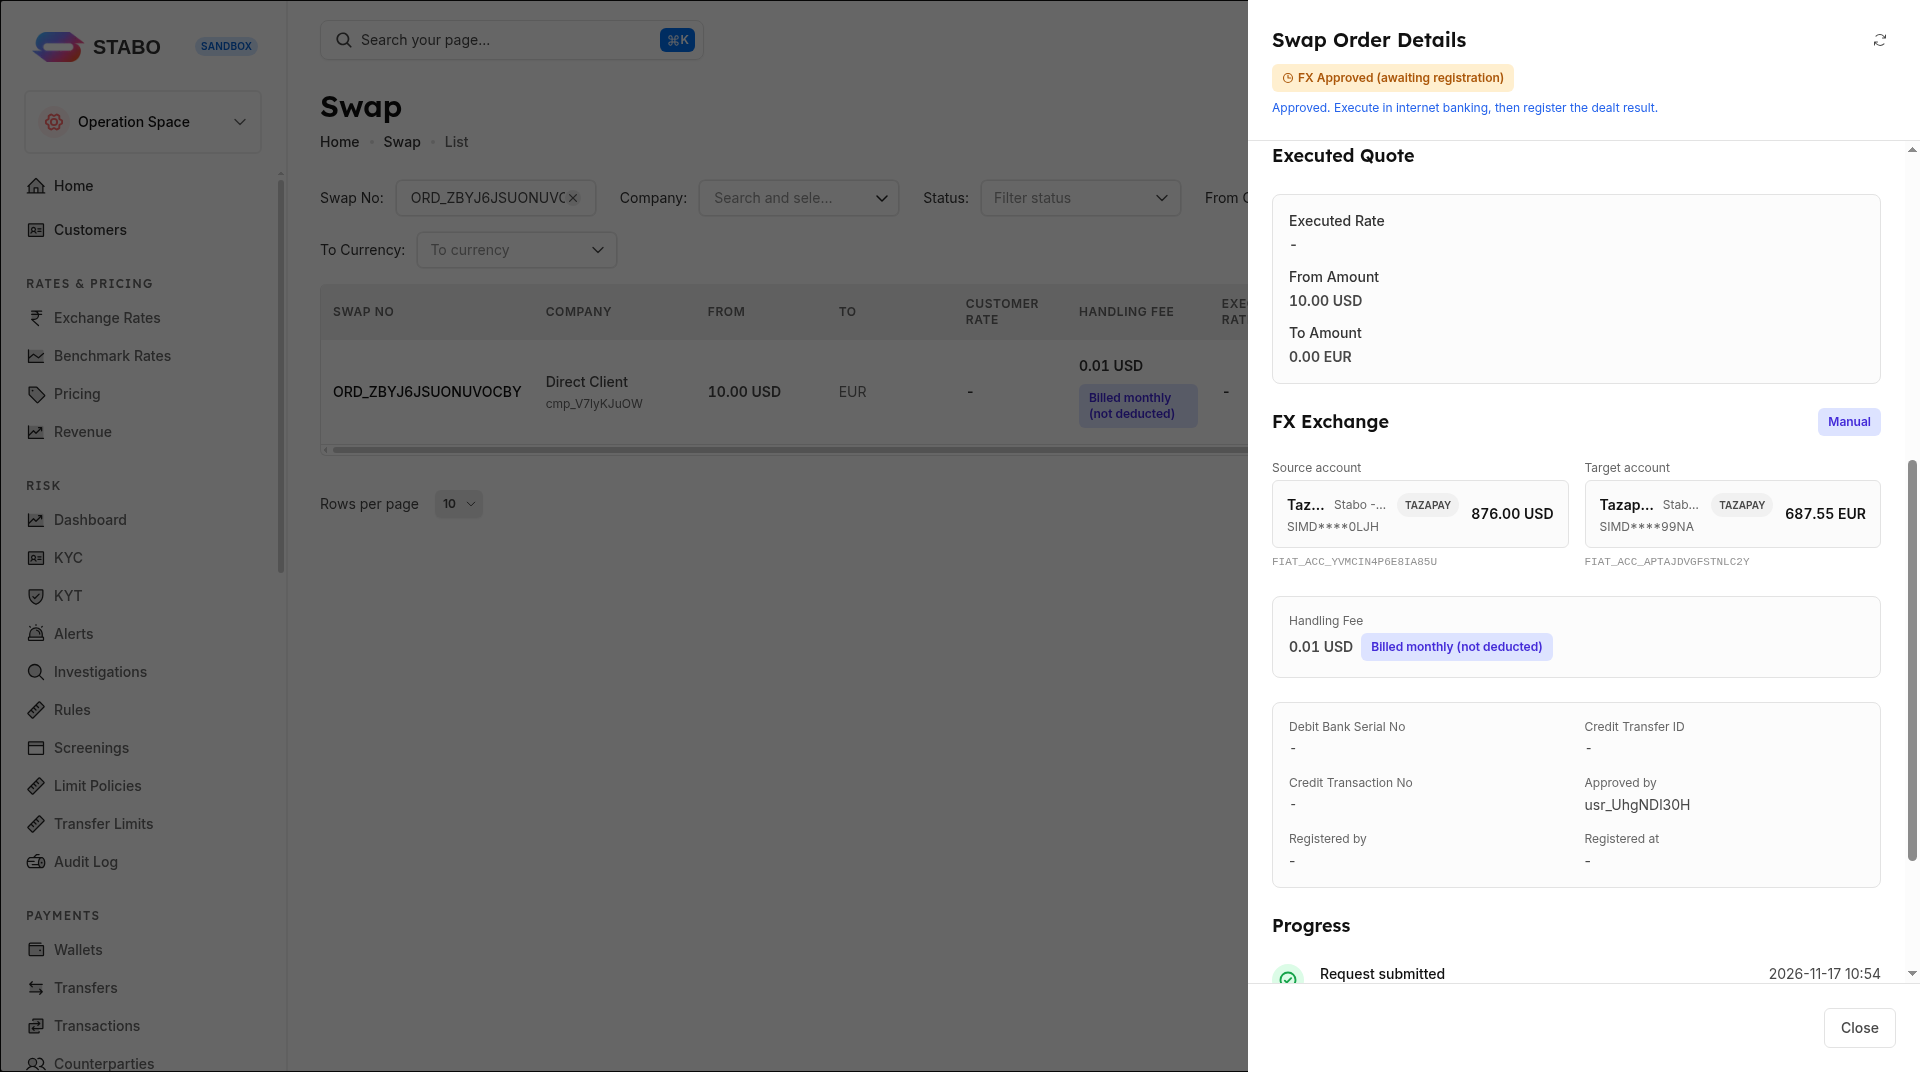 STABO
SANDBOX
Operation Space
Home
Customers
RATES & PRICING
Exchange Rates
Benchmark Rates
Pricing
Revenue
RISK
Dashboard
KYC
KYT
Alerts
Investigations
Rules
Screenings
Limit Policies
Transfer Limits
Audit Log
PAYMENTS
Wallets
Transfers
Transactions
Counterparties
Search your page...
⌘K
Swap
Home • Swap • List
Swap No: ORD_ZBYJ6JSUONUVC Company: Search and sele... Status: Filter status From C
To Currency: To currency
SWAP NO COMPANY FROM TO CUSTOMER RATE HANDLING FEE EXE RAT
ORD_ZBYJ6JSUONUVOCBY Direct Client cmp_V7lyKJuOW 10.00 USD EUR - 0.01 USD Billed monthly (not deducted) -
Rows per page 10
Swap Order Details
FX Approved (awaiting registration)
Approved. Execute in internet banking, then register the dealt result.
Executed Quote
Executed Rate
-
From Amount
10.00 USD
To Amount
0.00 EUR
FX Exchange Manual
Source account Target account
Taz... Stabo -... TAZAPAY 876.00 USD
SIMD****0LJH
Tazap... Stab... TAZAPAY 687.55 EUR
SIMD****99NA
FIAT_ACC_YVMCIN4P6E8IA85U FIAT_ACC_APTAJDVGFSTNLC2Y
Handling Fee
0.01 USD Billed monthly (not deducted)
Debit Bank Serial No Credit Transfer ID
- -
Credit Transaction No Approved by
- usr_UhgNDI30H
Registered by Registered at
- -
Progress
Request submitted 2026-11-17 10:54
Close